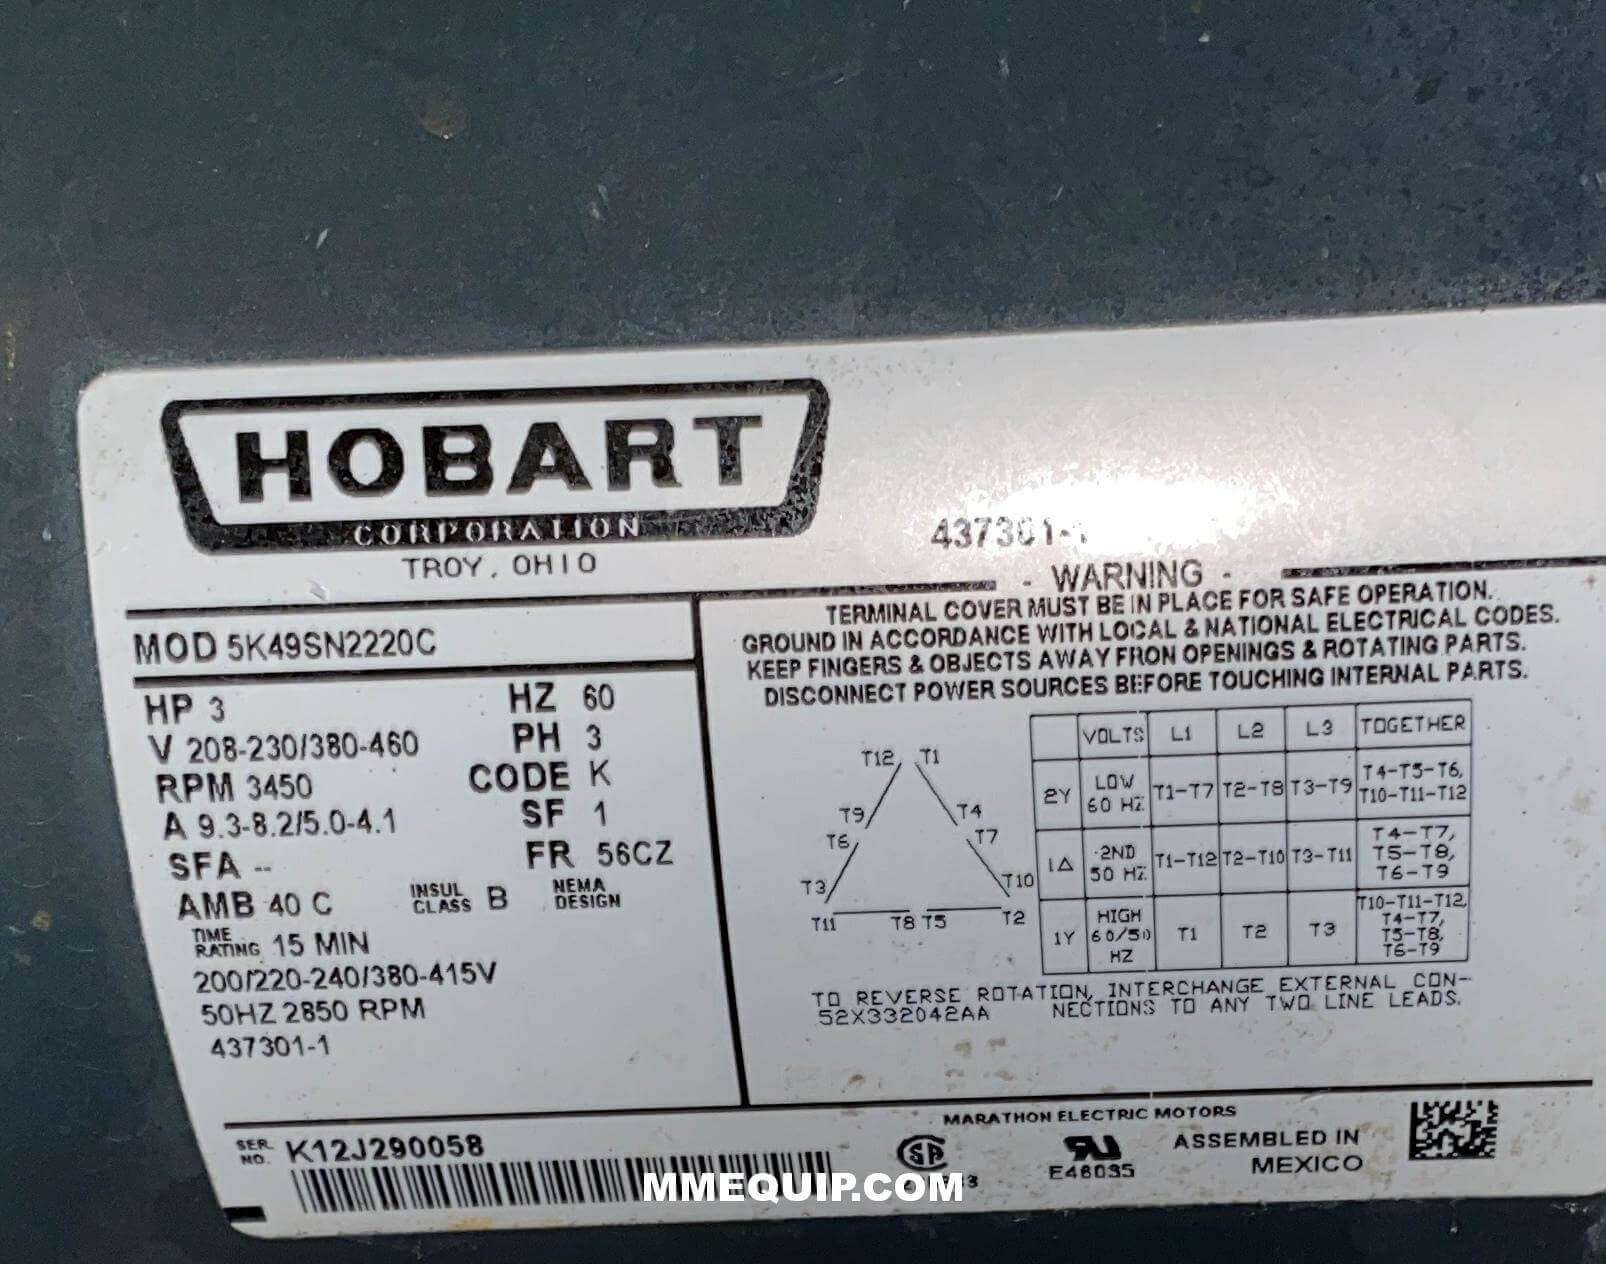 HOBART
CORPORATION
TROY, OHIO
437301-1
- WARNING -
TERMINAL COVER MUST BE IN PLACE FOR SAFE OPERATION.
GROUND IN ACCORDANCE WITH LOCAL & NATIONAL ELECTRICAL CODES.
KEEP FINGERS & OBJECTS AWAY FRON OPENINGS & ROTATING PARTS.
DISCONNECT POWER SOURCES BEFORE TOUCHING INTERNAL PARTS.
MOD 5K49SN2220C
HP 3 HZ 60
V 208-230/380-460 PH 3
RPM 3450 CODE K
A 9.3-8.2/5.0-4.1 SF 1
SFA -- FR 56CZ
AMB 40 C INSUL CLASS B NEMA DESIGN
TIME RATING 15 MIN
200/220-240/380-415V
50HZ 2850 RPM
437301-1
T12 T1
T9 T4
T6 T7
T3 T10
T11 T8 T5 T2
VOLTS L1 L2 L3 TOGETHER
2Y LOW 60 HZ T1-T7 T2-T8 T3-T9 T4-T5-T6, T10-T11-T12
1Δ 2ND 50 HZ T1-T12 T2-T10 T3-T11 T4-T7, T5-T8, T6-T9
1Y HIGH 60/50 HZ T1 T2 T3 T10-T11-T12, T4-T7, T5-T8, T6-T9
TO REVERSE ROTATION, INTERCHANGE EXTERNAL CON-
52X332042AA NECTIONS TO ANY TWO LINE LEADS.
MARATHON ELECTRIC MOTORS
SER. NO. K12J290058
SA
RU
E46035
ASSEMBLED IN
MEXICO
MMEQUIP.COM